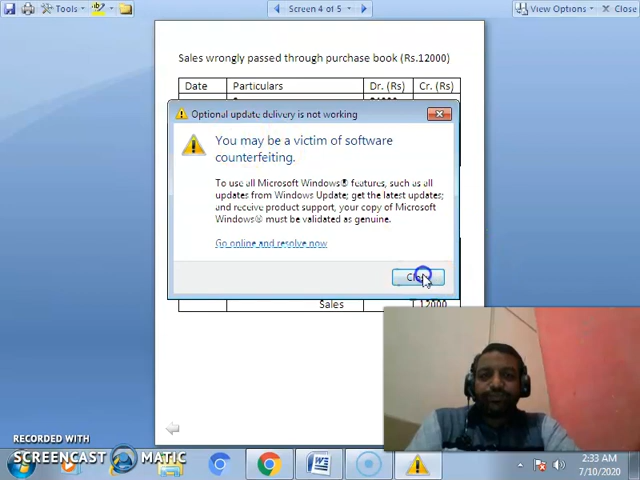 Tools
Screen 4 of 5
View Options
Close
Sales wrongly passed through purchase book (Rs.12000)
Date Particulars Dr. (Rs) Cr. (Rs)
Optional update delivery is not working
You may be a victim of software
counterfeiting.
To use all Microsoft Windows® features, such as all
updates from Windows Update; get the latest updates;
and receive product support, your copy of Microsoft
Windows® must be validated as genuine.
Go online and resolve now
Sales 12000
RECORDED WITH
SCREENCAST MATIC
2:33 AM
7/10/2020